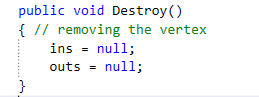 public void Destroy()
{ // removing the vertex
ins = null;
outs = null;
}